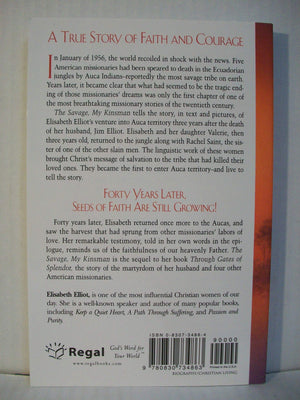 A TRUE STORY OF FAITH AND COURAGE
In January of 1956, the world recoiled in shock with the news. Five
American missionaries had been speared to death in the Ecuadorian
jungles by Auca Indians–reportedly the most savage tribe on earth.
Years later, it became clear that what had seemed to be the tragic end-
ing of those missionaries' dreams was only the first chapter of one of
the most breathtaking missionary stories of the twentieth century.
The Savage, My Kinsman tells the story, in text and pictures, of
Elisabeth Elliot's venture into Auca territory three years after the death
of her husband, Jim Elliot. Elisabeth and her daughter Valerie, then
three years old, returned to the jungle along with Rachel Saint, the sis-
ter of one of the other slain men. The linguistic work of these women
brought Christ's message of salvation to the tribe that had killed their
loved ones. They became the first to enter Auca territory–and live to
tell the story.
FORTY YEARS LATER,
SEEDS OF FAITH ARE STILL GROWING!
Forty years later, Elisabeth returned once more to the Aucas, and
saw the harvest that had sprung from other missionaries' labors of
love. Her remarkable testimony, told in her own words in the epi-
logue, reminds us of the faithfulness of our heavenly Father. The
Savage, My Kinsman is the sequel to her book Through Gates of
Splendor, the story of the martyrdom of her husband and four other
American missionaries.
Elisabeth Elliot, is one of the most influential Christian women of our
day. She is a well-known speaker and author of many popular books,
including Keep a Quiet Heart, A Path Through Suffering, and Passion and
Purity.
ISBN 0-8307-3488-4
90000
Regal
God's Word for
Your World™
www.regalbooks.com
9 780830 734863
BIOGRAPHY/CHRISTIAN LIVING